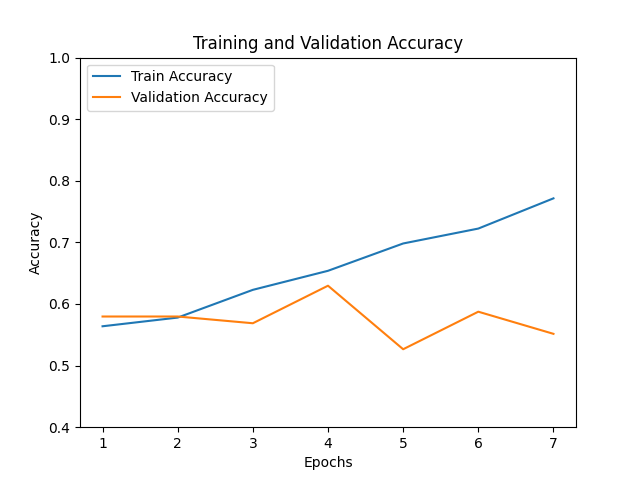 Training and Validation Accuracy
Train Accuracy
Validation Accuracy
1.0
0.9
0.8
0.7
0.6
0.5
0.4
Accuracy
1 2 3 4 5 6 7
Epochs